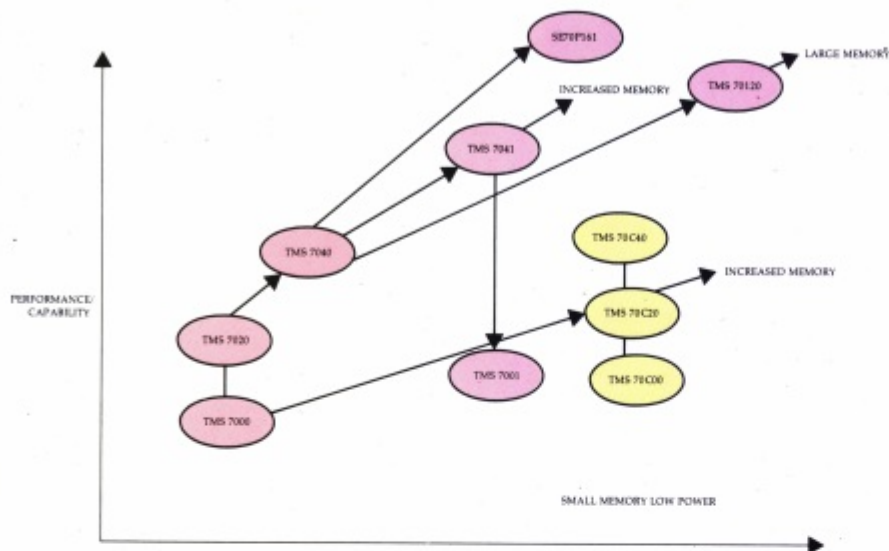 SE70P161
LARGE MEMORY
TMS 70120
INCREASED MEMORY
TMS 7041
TMS 70C40
TMS 7040
INCREASED MEMORY
PERFORMANCE/
CAPABILITY
TMS 70C20
TMS 7020
TMS 7001
TMS 70C00
TMS 7000
SMALL MEMORY LOW POWER